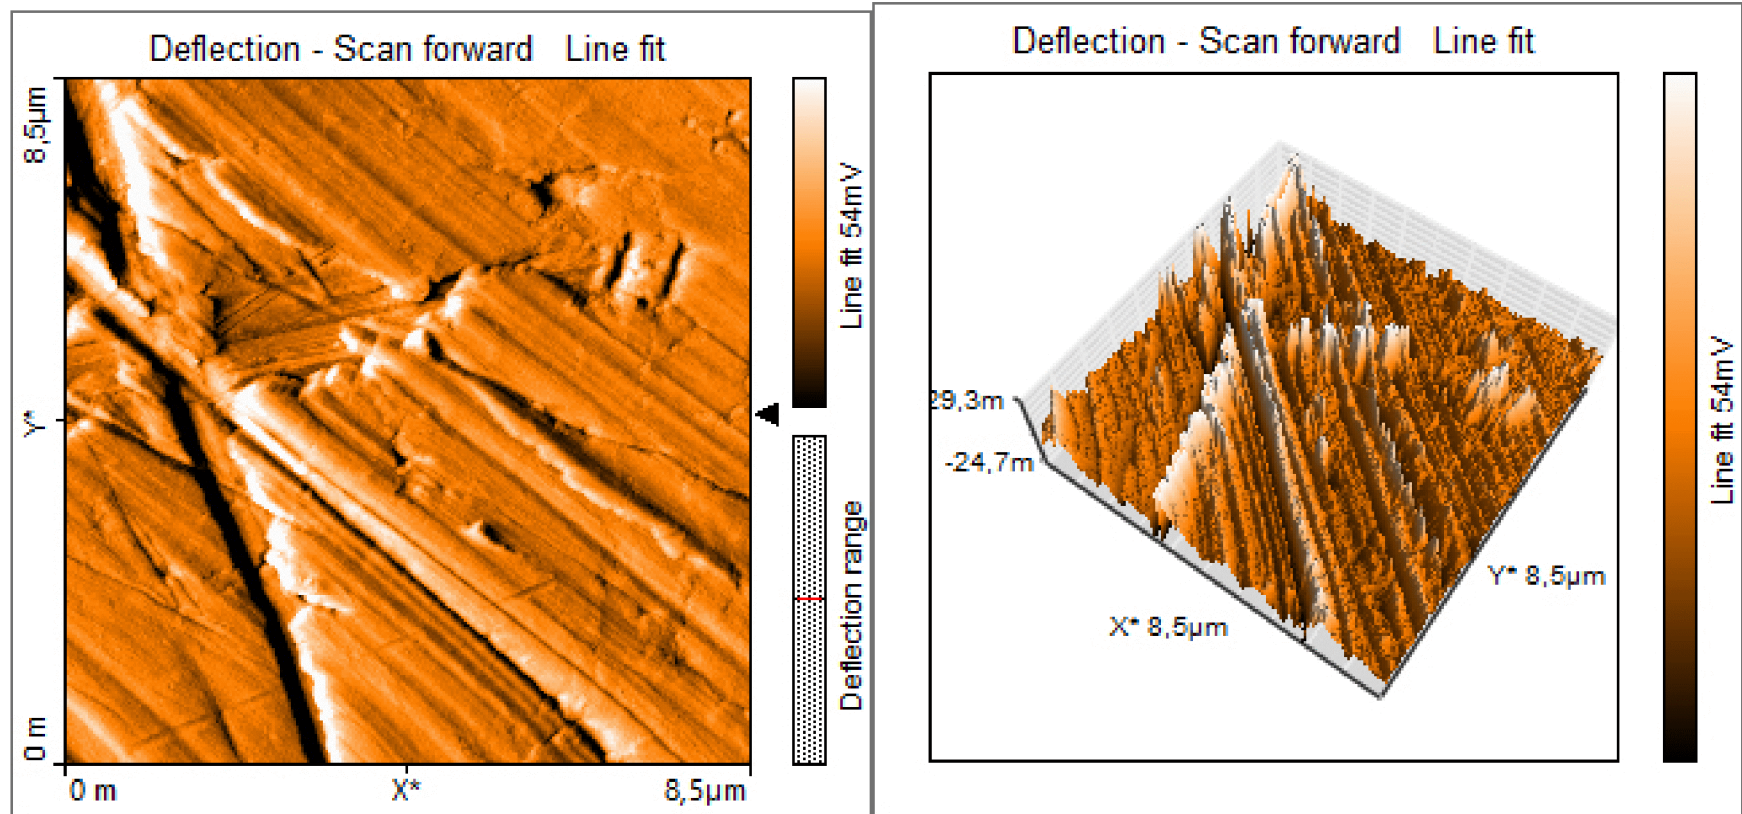 Deflection - Scan forward Line fit
8,5µm
Y*
0 m
0 m
X*
8,5µm
Line fit 54mV
Deflection range
Deflection - Scan forward Line fit
29,3m
-24,7m
X* 8,5µm
Y* 8,5µm
Line fit 54mV